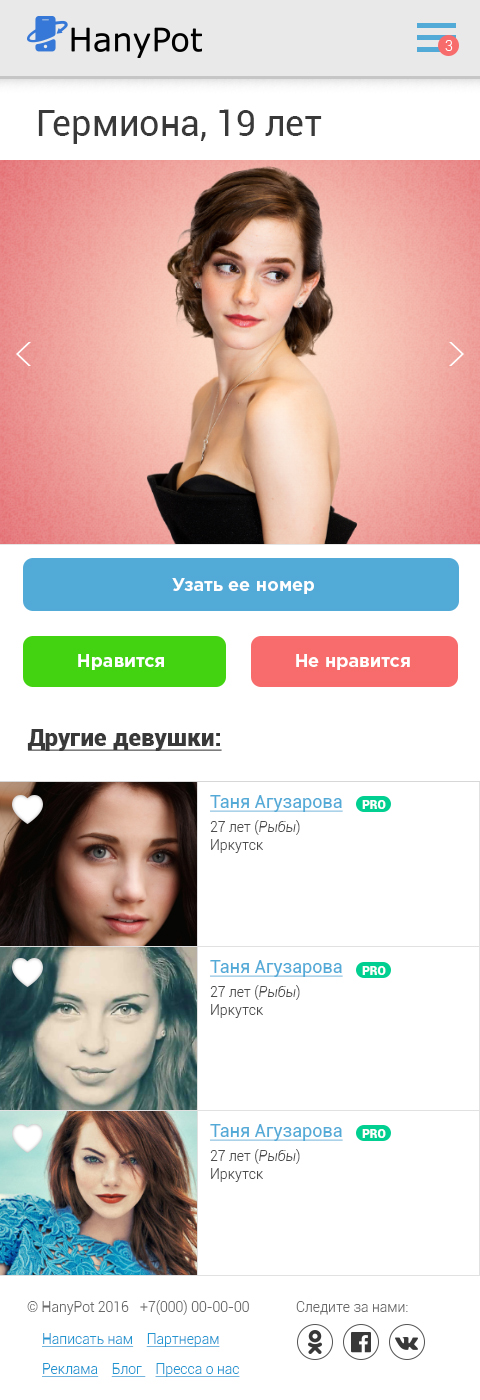 HanyPot
3
Гермиона, 19 лет
Узать ее номер
Нравится
Не нравится
Другие девушки:
Таня Агузарова PRO
27 лет (Рыбы)
Иркутск
Таня Агузарова PRO
27 лет (Рыбы)
Иркутск
Таня Агузарова PRO
27 лет (Рыбы)
Иркутск
© HanyPot 2016 +7(000) 00-00-00
Следите за нами:
Написать нам Партнерам
Реклама Блог Пресса о нас